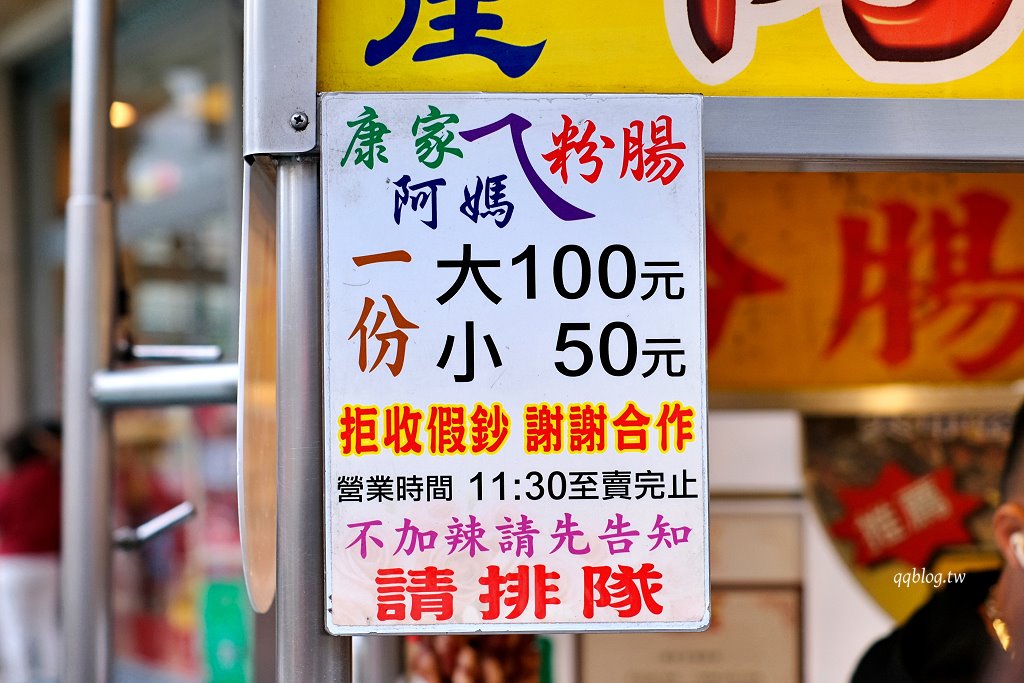 康家 ㄟ 粉腸
阿媽
一份
大100元
小 50元
拒收假鈔 謝謝合作
營業時間 11:30至賣完止
不加辣請先告知
請排隊
腸
推薦
qqblog.tw